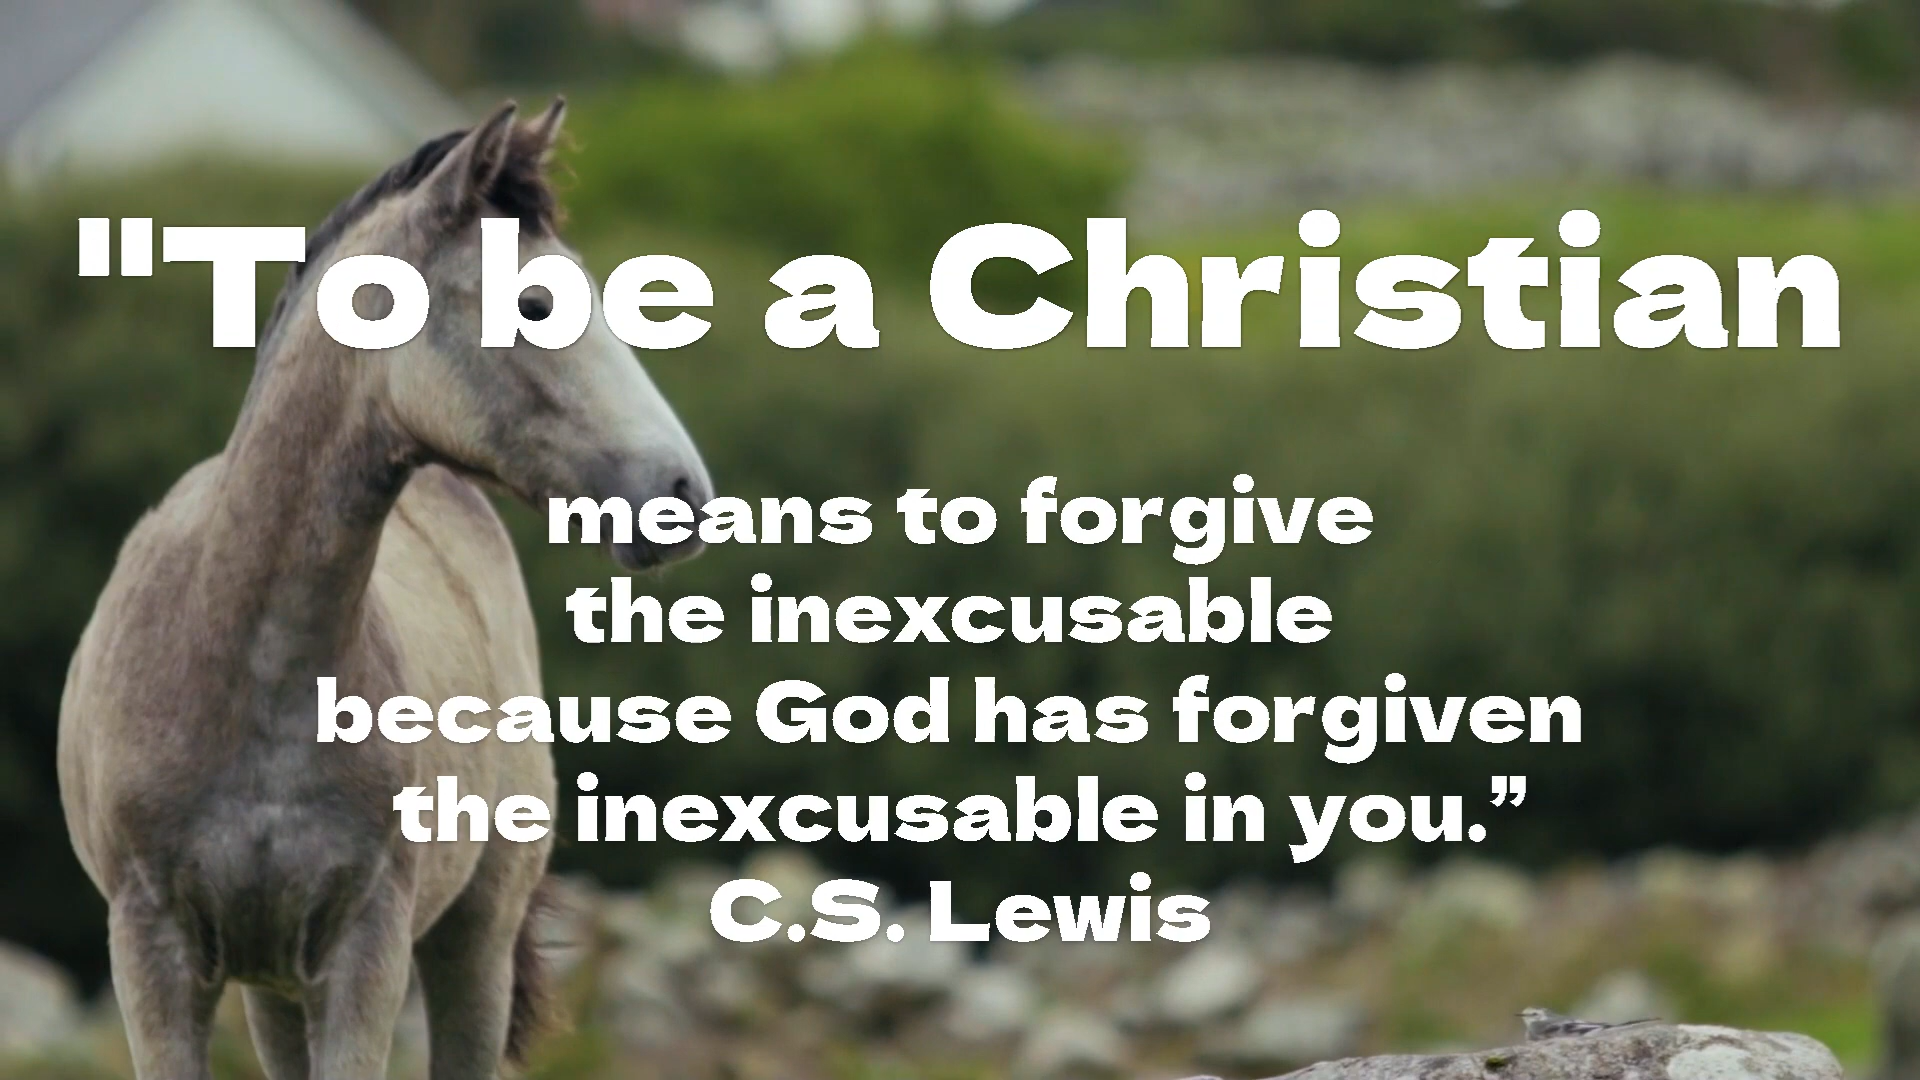 "To be a Christian
means to forgive
the inexcusable
because God has forgiven
the inexcusable in you.”
C.S. Lewis